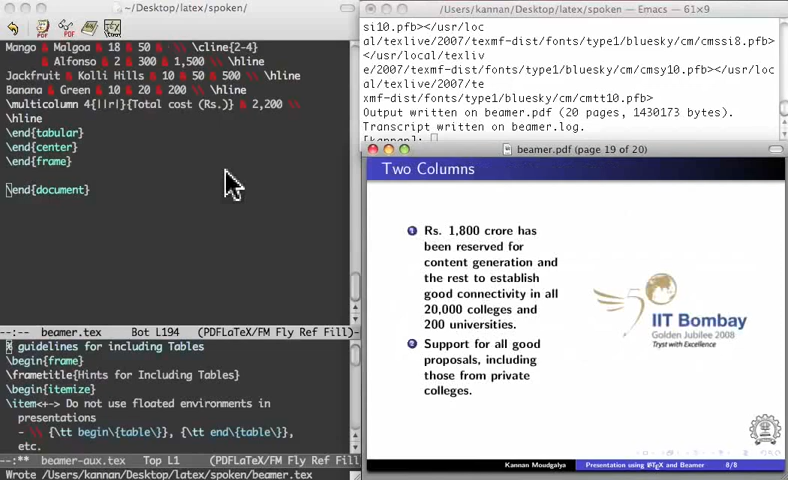 ~/Desktop/latex/spoken/
Mango & Malgoa & 18 & 50 & \\ \cline{2-4}
& Alfonso & 2 & 300 & 1,500 \\ \hline
Jackfruit & Kolli Hills & 10 & 50 & 500 \\ \hline
Banana & Green & 10 & 20 & 200 \\ \hline
\multicolumn 4{||r|}{Total cost (Rs.)} & 2,200 \\
\hline
\end{tabular}
\end{center}
\end{frame}
\end{document}
--:-- beamer.tex Bot L194 (PDFLaTeX/FM Fly Ref Fill)-
% guidelines for including Tables
\begin{frame}
\frametitle{Hints for Including Tables}
\begin{itemize}
\item<+-> Do not use floated environments in
presentations
- \\ {\tt begin\{table\}}, {\tt end\{table\}},
etc.
--:** beamer-aux.tex Top L1 (PDFLaTeX/FM Fly Ref Fill)
Wrote /Users/kannan/Desktop/latex/spoken/beamer.tex
~/Desktop/latex/spoken — Emacs — 61×9
si10.pfb></usr/loc
al/texlive/2007/texmf-dist/fonts/type1/bluesky/cm/cmssi8.pfb>
</usr/local/texliv
e/2007/texmf-dist/fonts/type1/bluesky/cm/cmsy10.pfb></usr/loc
al/texlive/2007/te
xmf-dist/fonts/type1/bluesky/cm/cmtt10.pfb>
Output written on beamer.pdf (20 pages, 1430173 bytes).
Transcript written on beamer.log.
[kannan]
beamer.pdf (page 19 of 20)
Two Columns
1 Rs. 1,800 crore has
been reserved for
content generation and
the rest to establish
good connectivity in all
20,000 colleges and
200 universities.
2 Support for all good
proposals, including
those from private
colleges.
IIT Bombay
Golden Jubilee 2008
Tryst with Excellence
Kannan Moudgalya Presentation using LATEX and Beamer 8/8